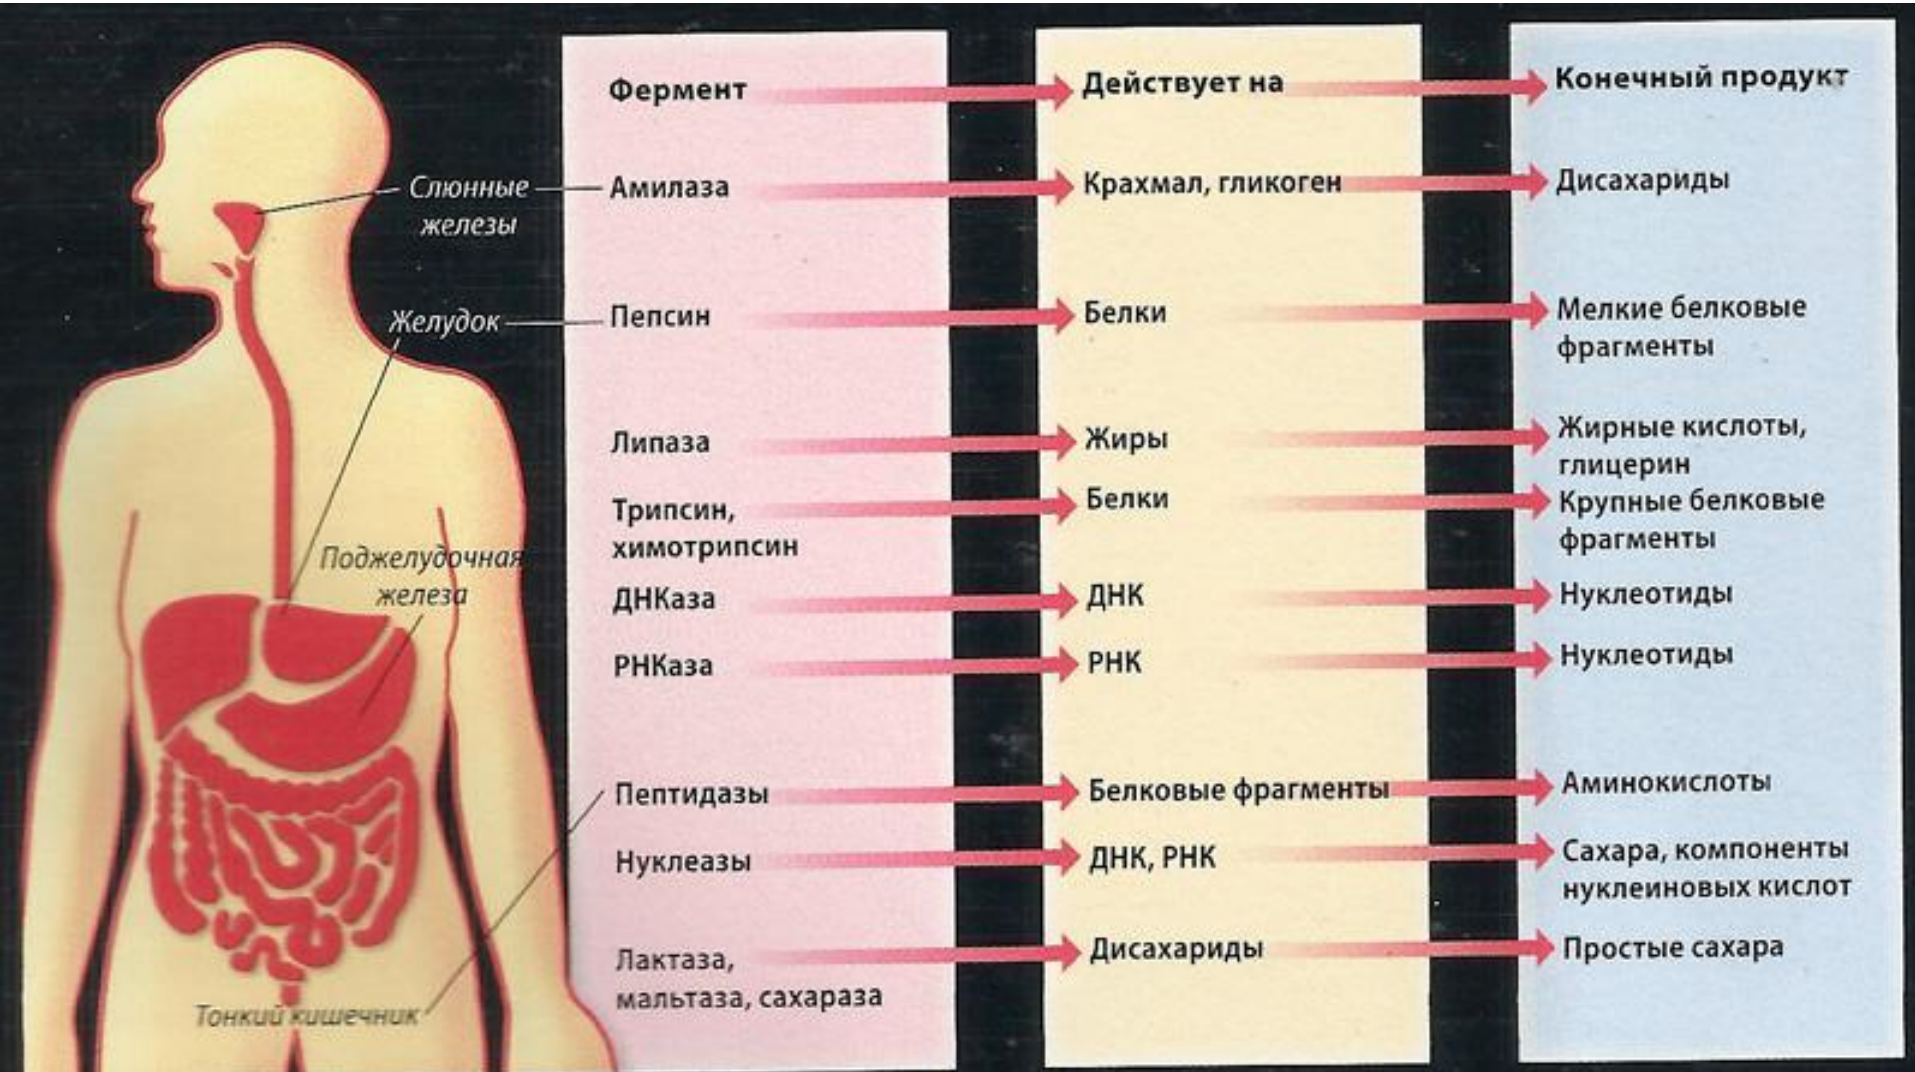 Фермент
Действует на
Конечный продукт
Слюнные
железы
Амилаза
Крахмал, гликоген
Дисахариды
Желудок
Пепсин
Белки
Мелкие белковые
фрагменты
Липаза
Жиры
Жирные кислоты,
глицерин
Трипсин,
химотрипсин
Белки
Крупные белковые
фрагменты
Поджелудочная
железа
ДНКаза
ДНК
Нуклеотиды
РНКаза
РНК
Нуклеотиды
Пептидазы
Белковые фрагменты
Аминокислоты
Нуклеазы
ДНК, РНК
Сахара, компоненты
нуклеиновых кислот
Лактаза,
мальтаза, сахараза
Дисахариды
Простые сахара
Тонкий кишечник